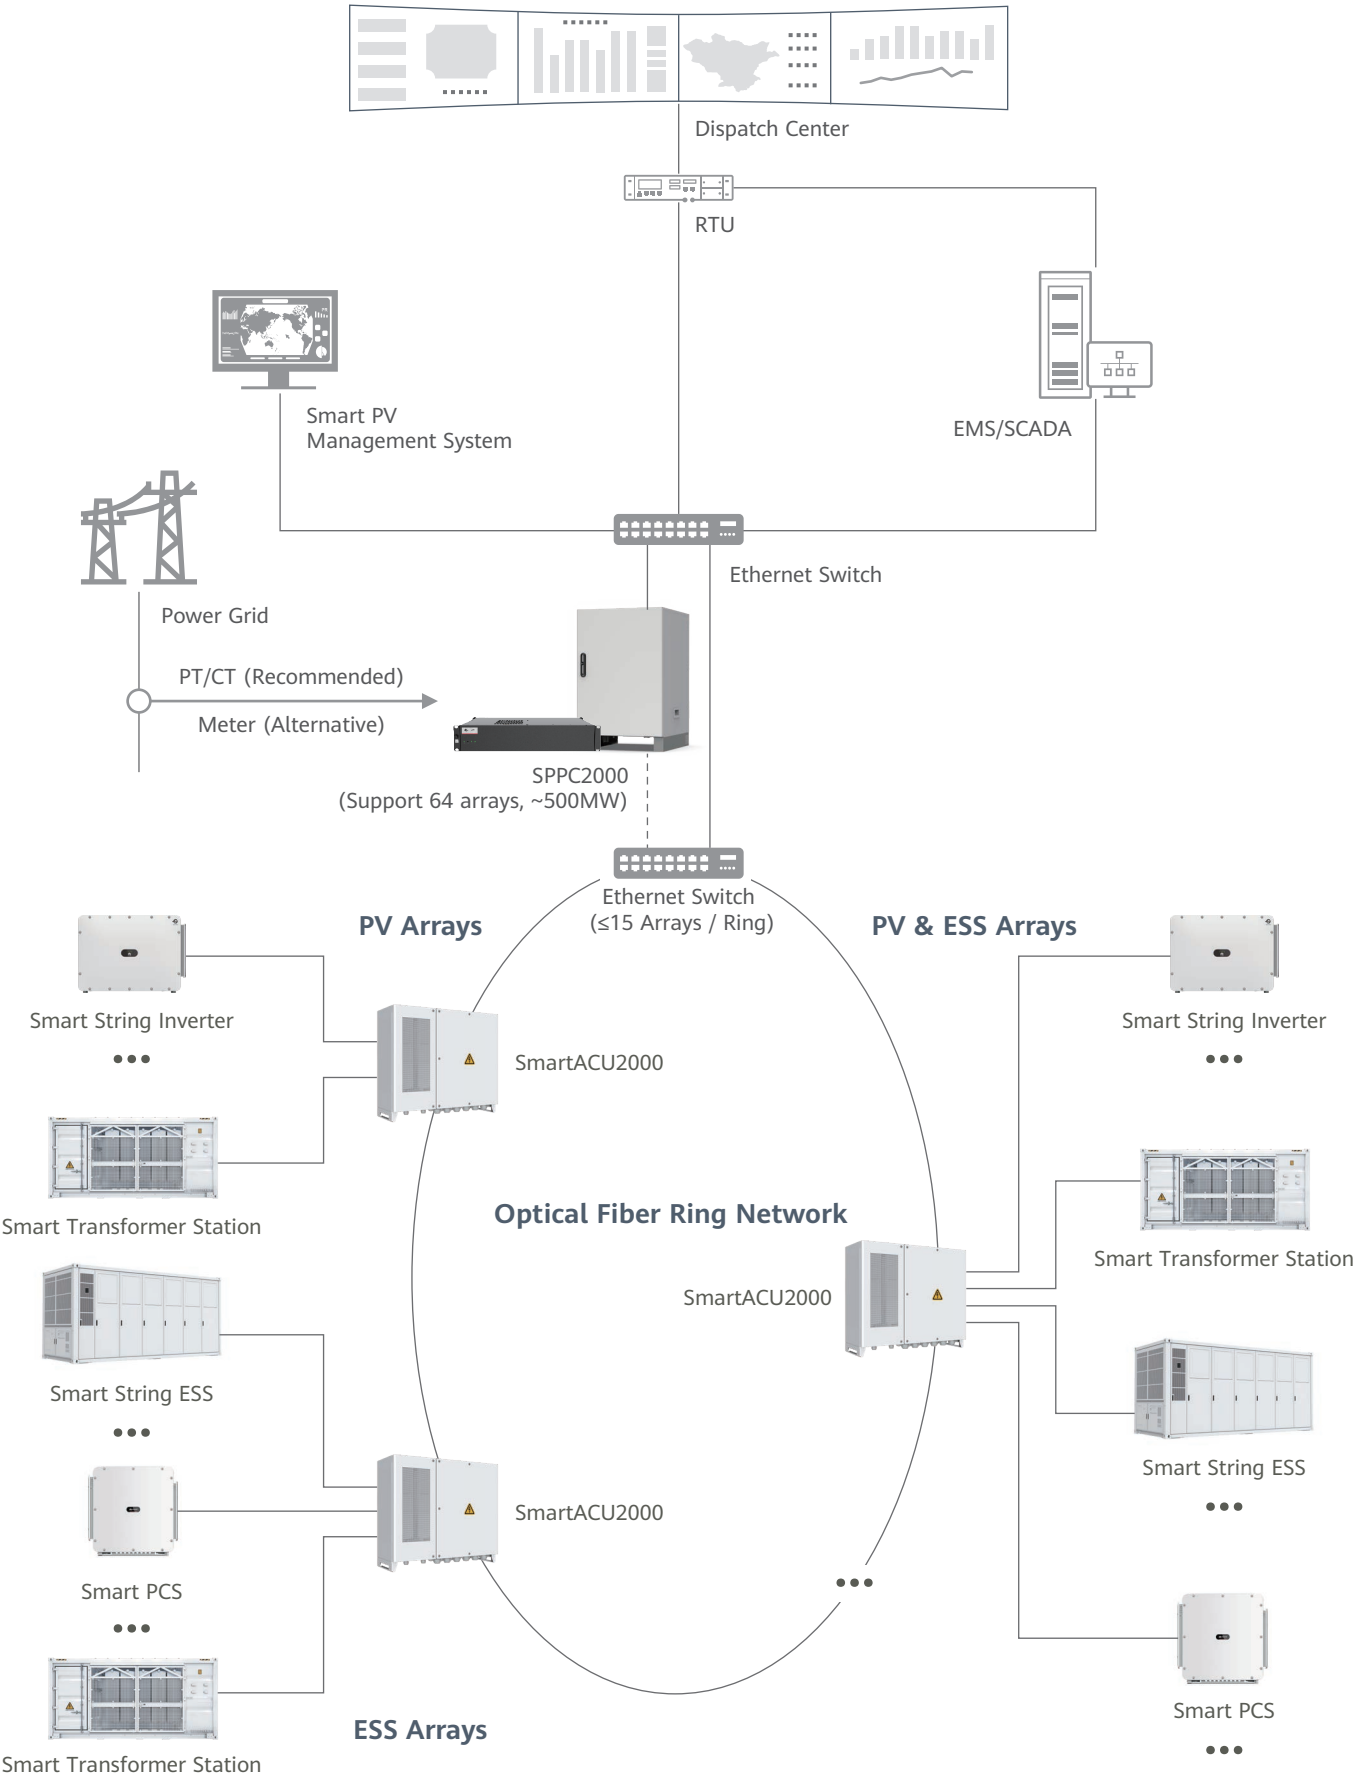 Dispatch Center
RTU
Smart PV
Management System
EMS/SCADA
Ethernet Switch
Power Grid
PT/CT (Recommended)
Meter (Alternative)
SPPC2000
(Support 64 arrays, ~500MW)
Ethernet Switch
(≤15 Arrays / Ring)
PV Arrays
PV & ESS Arrays
Smart String Inverter
•••
SmartACU2000
Smart String Inverter
•••
Smart Transformer Station
Optical Fiber Ring Network
Smart Transformer Station
SmartACU2000
Smart String ESS
•••
Smart String ESS
•••
SmartACU2000
Smart PCS
•••
•••
Smart PCS
•••
ESS Arrays
Smart Transformer Station